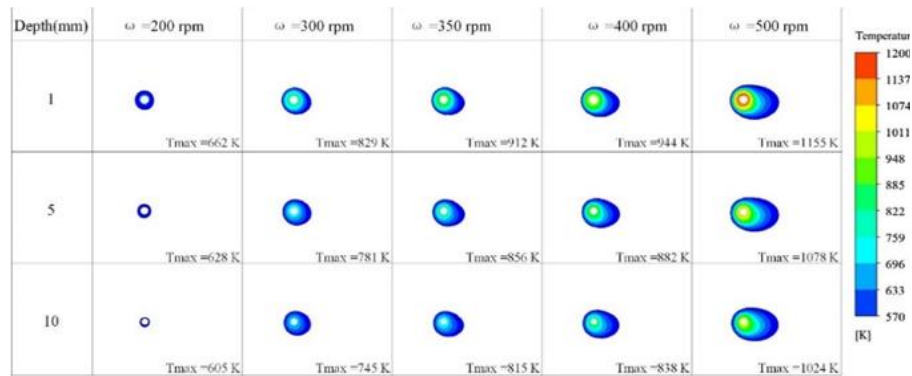 Depth(mm) ω =200 rpm ω =300 rpm ω =350 rpm ω =400 rpm ω =500 rpm
1
Tmax =662 K Tmax =829 K Tmax =912 K Tmax =944 K Tmax =1155 K
5
Tmax =628 K Tmax =781 K Tmax =856 K Tmax =882 K Tmax =1078 K
10
Tmax =605 K Tmax =745 K Tmax =815 K Tmax =838 K Tmax =1024 K
Temperatur
1200
1137
1074
1011
948
885
822
759
696
633
570
[K]